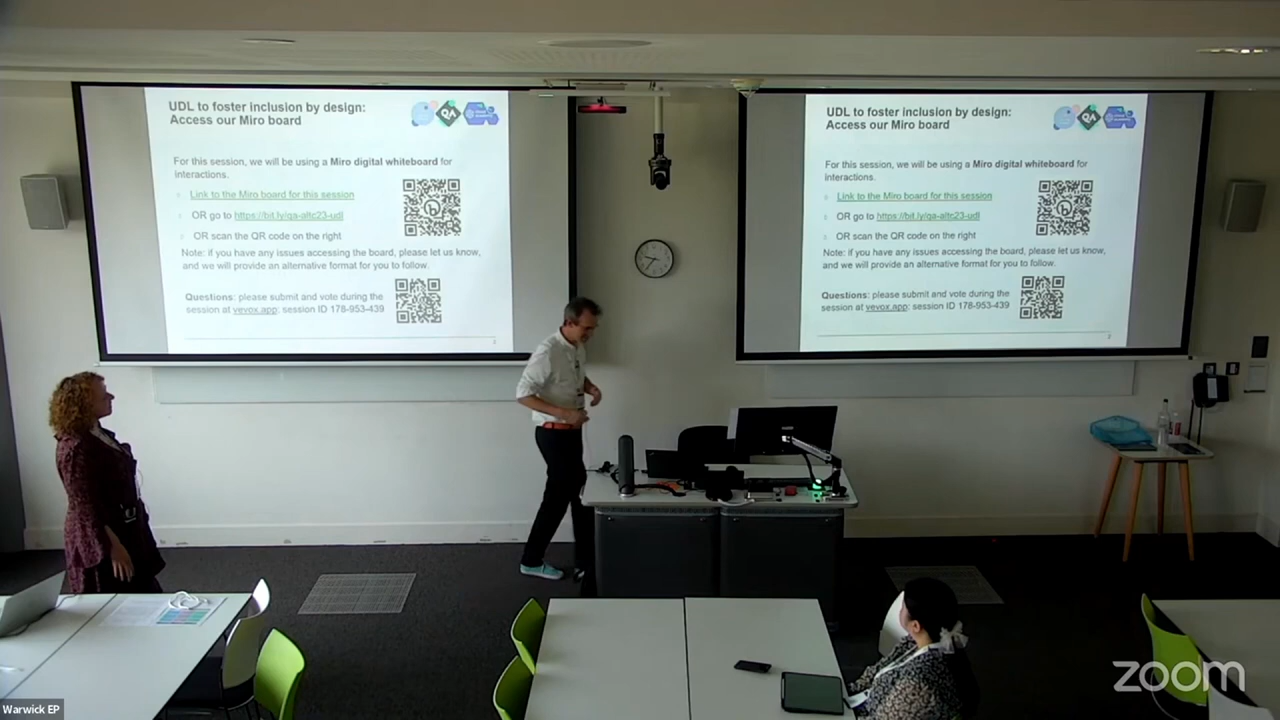 UDL to foster inclusion by design:
Access our Miro board
QA
For this session, we will be using a Miro digital whiteboard for
interactions.
Link to the Miro board for this session
OR go to https://bit.ly/qa-altc23-udl
OR scan the QR code on the right
Note: if you have any issues accessing the board, please let us know,
and we will provide an alternative format for you to follow.
Questions: please submit and vote during the
session at vevox.app: session ID 178-953-439
2
UDL to foster inclusion by design:
Access our Miro board
QA
For this session, we will be using a Miro digital whiteboard for
interactions.
Link to the Miro board for this session
OR go to https://bit.ly/qa-altc23-udl
OR scan the QR code on the right
Note: if you have any issues accessing the board, please let us know,
and we will provide an alternative format for you to follow.
Questions: please submit and vote during the
session at vevox.app: session ID 178-953-439
2
zoom
Warwick EP